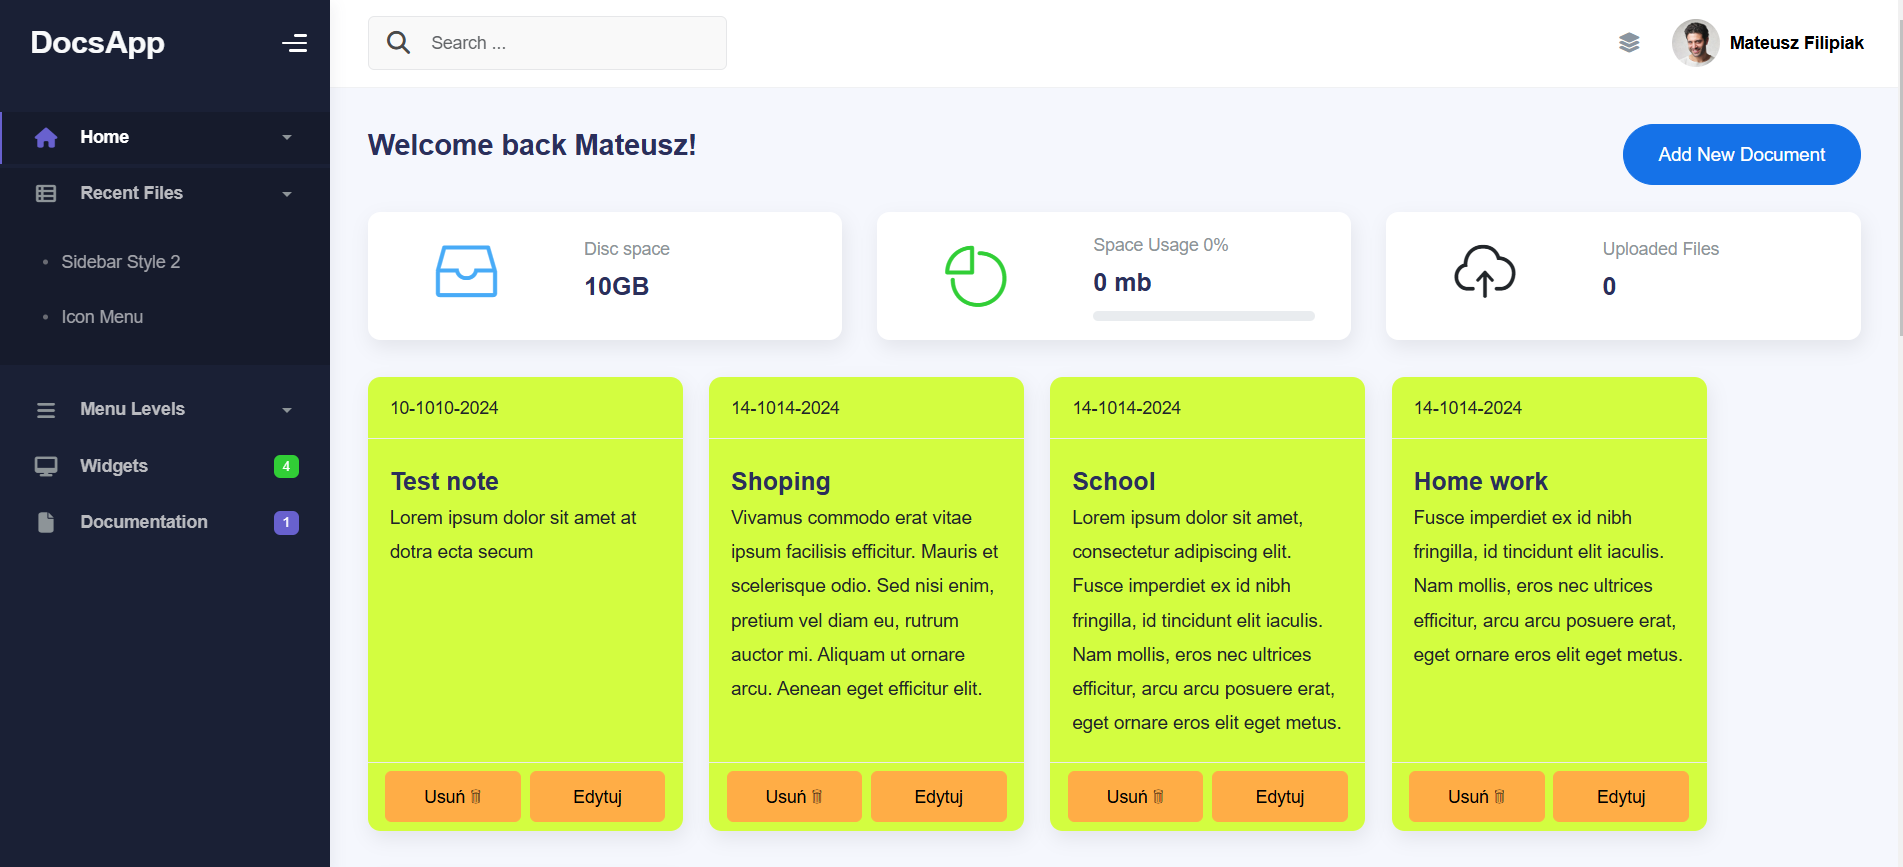 DocsApp
Search ...
Mateusz Filipiak
Home
Recent Files
Sidebar Style 2
Icon Menu
Menu Levels
Widgets 4
Documentation 1
Welcome back Mateusz!
Add New Document
Disc space
10GB
Space Usage 0%
0 mb
Uploaded Files
0
10-1010-2024
Test note
Lorem ipsum dolor sit amet at
dotra ecta secum
Usuń Edytuj
14-1014-2024
Shoping
Vivamus commodo erat vitae
ipsum facilisis efficitur. Mauris et
scelerisque odio. Sed nisi enim,
pretium vel diam eu, rutrum
auctor mi. Aliquam ut ornare
arcu. Aenean eget efficitur elit.
Usuń Edytuj
14-1014-2024
School
Lorem ipsum dolor sit amet,
consectetur adipiscing elit.
Fusce imperdiet ex id nibh
fringilla, id tincidunt elit iaculis.
Nam mollis, eros nec ultrices
efficitur, arcu arcu posuere erat,
eget ornare eros elit eget metus.
Usuń Edytuj
14-1014-2024
Home work
Fusce imperdiet ex id nibh
fringilla, id tincidunt elit iaculis.
Nam mollis, eros nec ultrices
efficitur, arcu arcu posuere erat,
eget ornare eros elit eget metus.
Usuń Edytuj